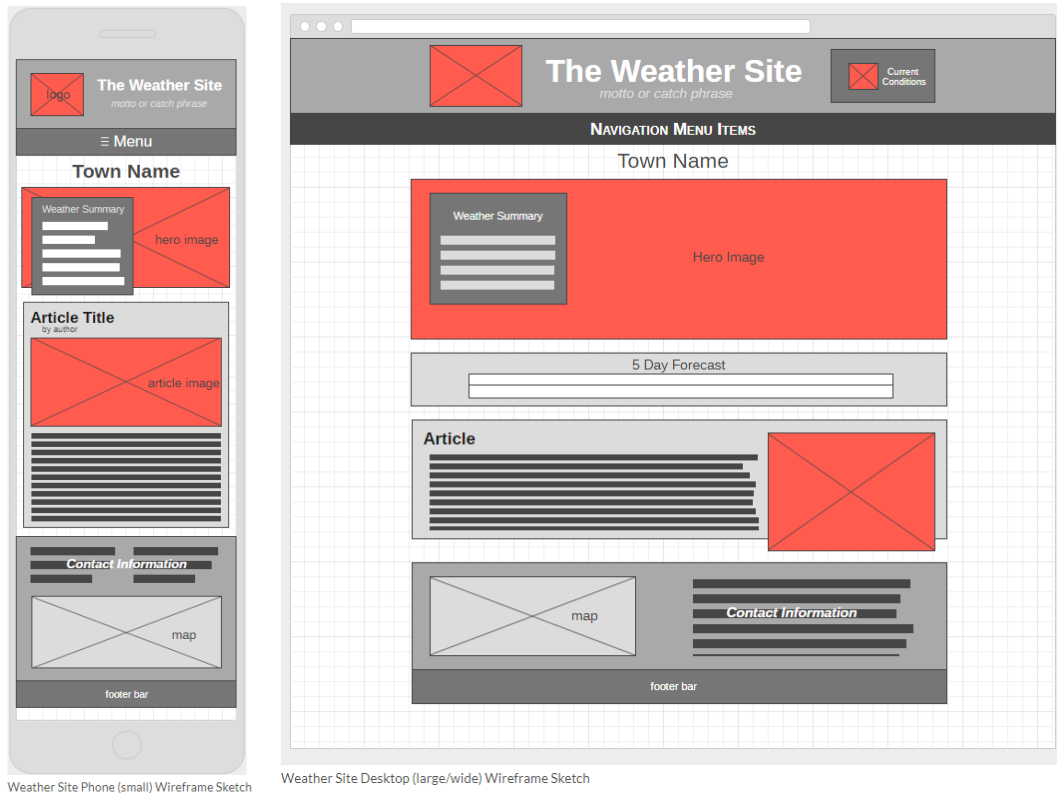 logo
The Weather Site
motto or catch phrase
☰ Menu
Town Name
Weather Summary
hero image
Article Title
by author
article image
Contact Information
map
footer bar
Weather Site Phone (small) Wireframe Sketch
The Weather Site
motto or catch phrase
Current
Conditions
Navigation Menu Items
Town Name
Weather Summary
Hero Image
5 Day Forecast
Article
map
Contact Information
footer bar
Weather Site Desktop (large/wide) Wireframe Sketch